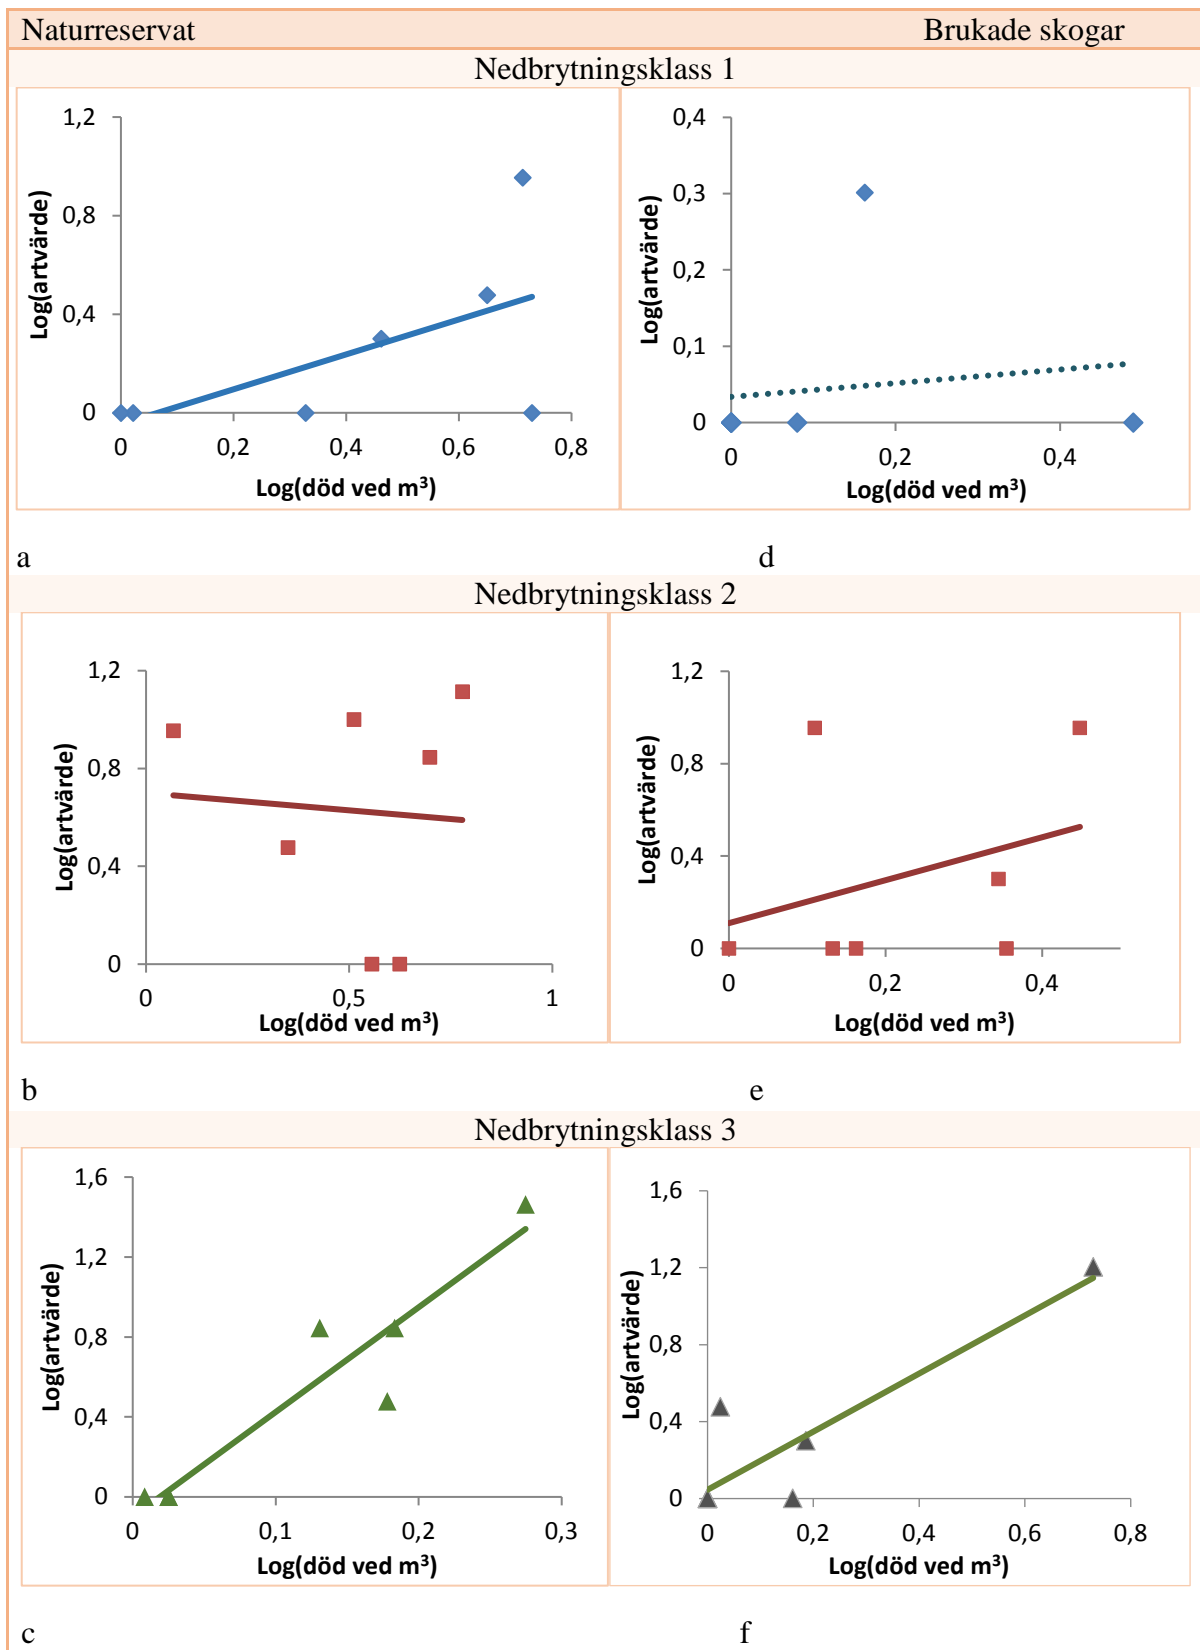 Naturreservat Brukade skogar
Nedbrytningsklass 1
1,2
0,8
0,4
0
Log(artvärde)
0 0,2 0,4 0,6 0,8
Log(död ved m³)
0,4
0,3
0,2
0,1
0
Log(artvärde)
0 0,2 0,4
Log(död ved m³)
a d
Nedbrytningsklass 2
1,2
0,8
0,4
0
Log(artvärde)
0 0,5 1
Log(död ved m³)
1,2
0,8
0,4
0
Log(artvärde)
0 0,2 0,4
Log(död ved m³)
b e
Nedbrytningsklass 3
1,6
1,2
0,8
0,4
0
Log(artvärde)
0 0,1 0,2 0,3
Log(död ved m³)
1,6
1,2
0,8
0,4
0
Log(artvärde)
0 0,2 0,4 0,6 0,8
Log(död ved m³)
c f